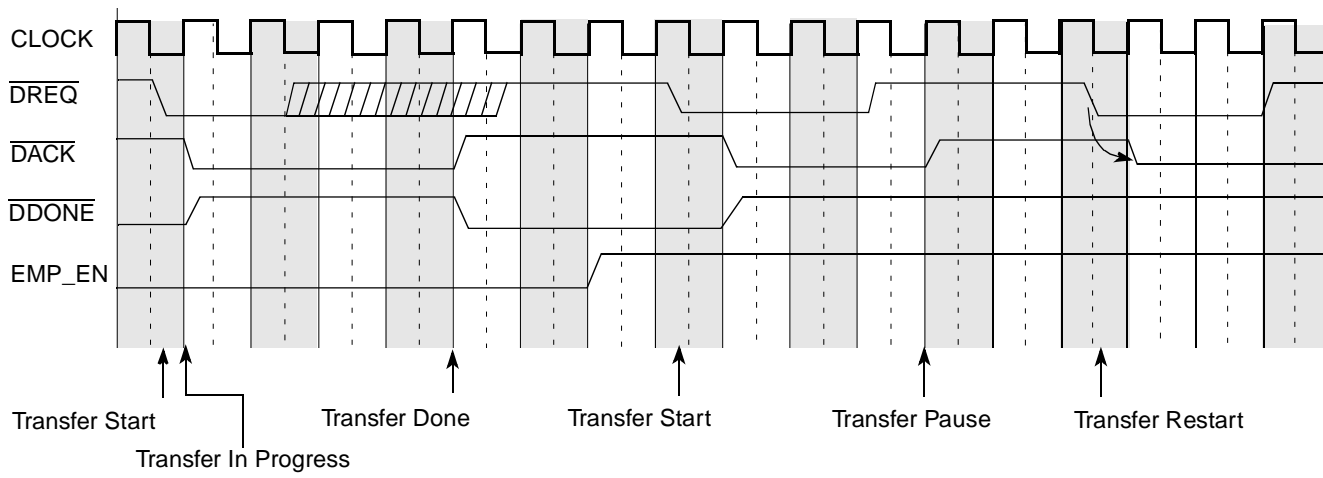 CLOCK
DREQ
DACK
DDONE
EMP_EN
Transfer Start
Transfer In Progress
Transfer Done
Transfer Start
Transfer Pause
Transfer Restart